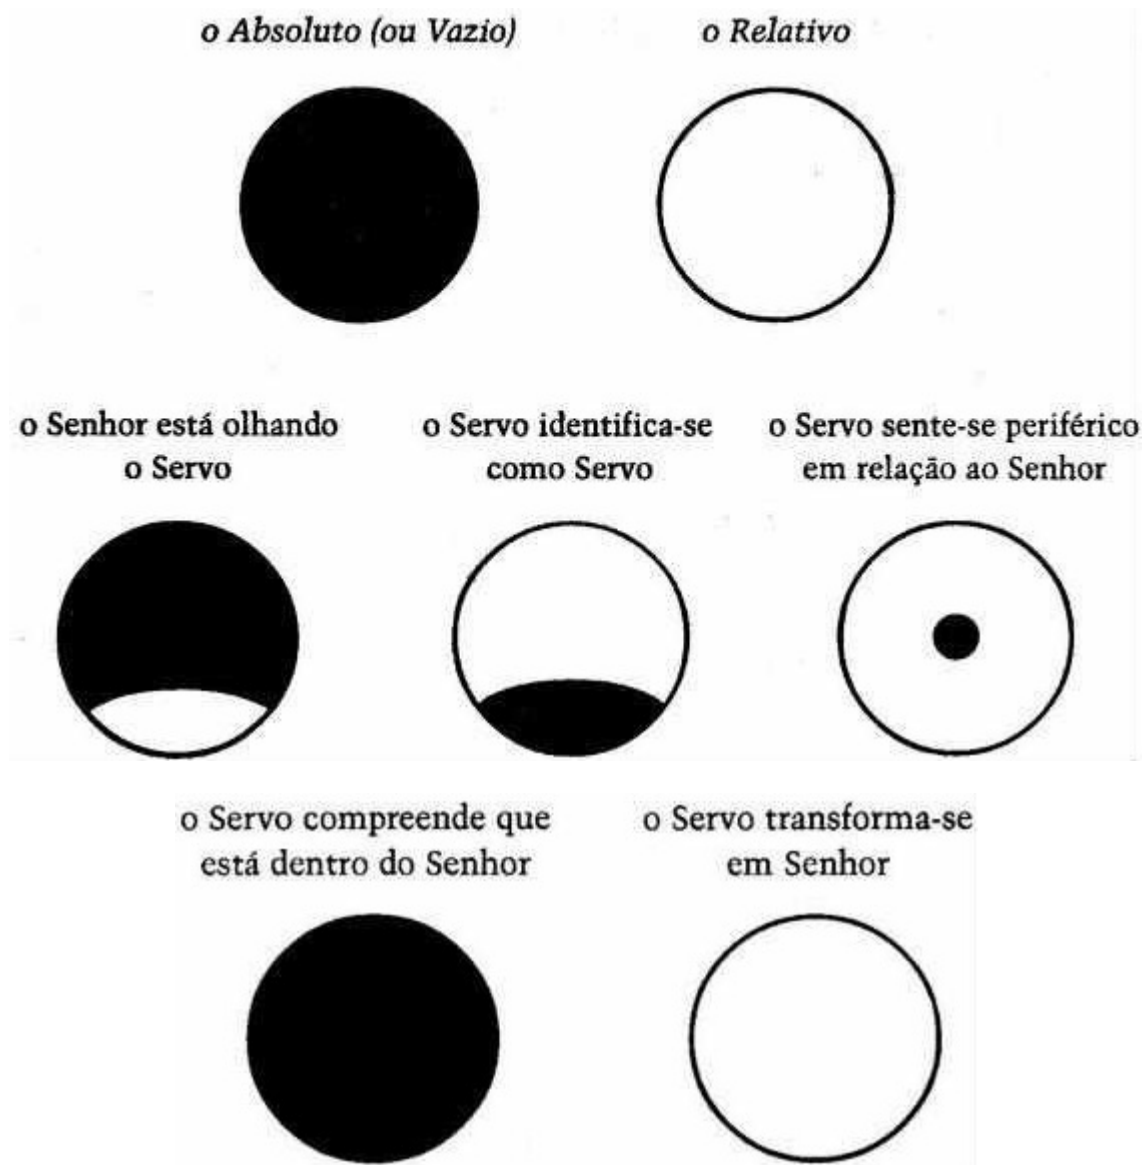 o Absoluto (ou Vazio)
o Relativo
o Senhor está olhando
o Servo
o Servo identifica-se
como Servo
o Servo sente-se periférico
em relação ao Senhor
o Servo compreende que
está dentro do Senhor
o Servo transforma-se
em Senhor